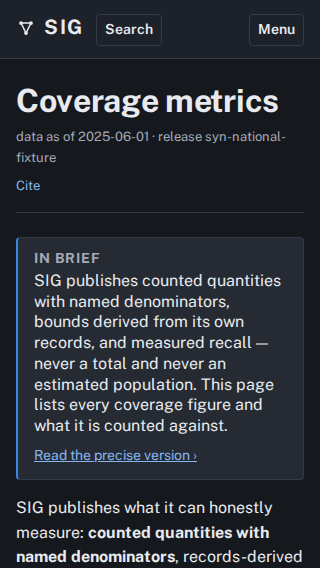 SIG Search Menu
Coverage metrics
data as of 2025-06-01 · release syn-national-
fixture
Cite
IN BRIEF
SIG publishes counted quantities
with named denominators,
bounds derived from its own
records, and measured recall —
never a total and never an
estimated population. This page
lists every coverage figure and
what it is counted against.
Read the precise version ›
SIG publishes what it can honestly
measure: counted quantities with
named denominators, records-derived